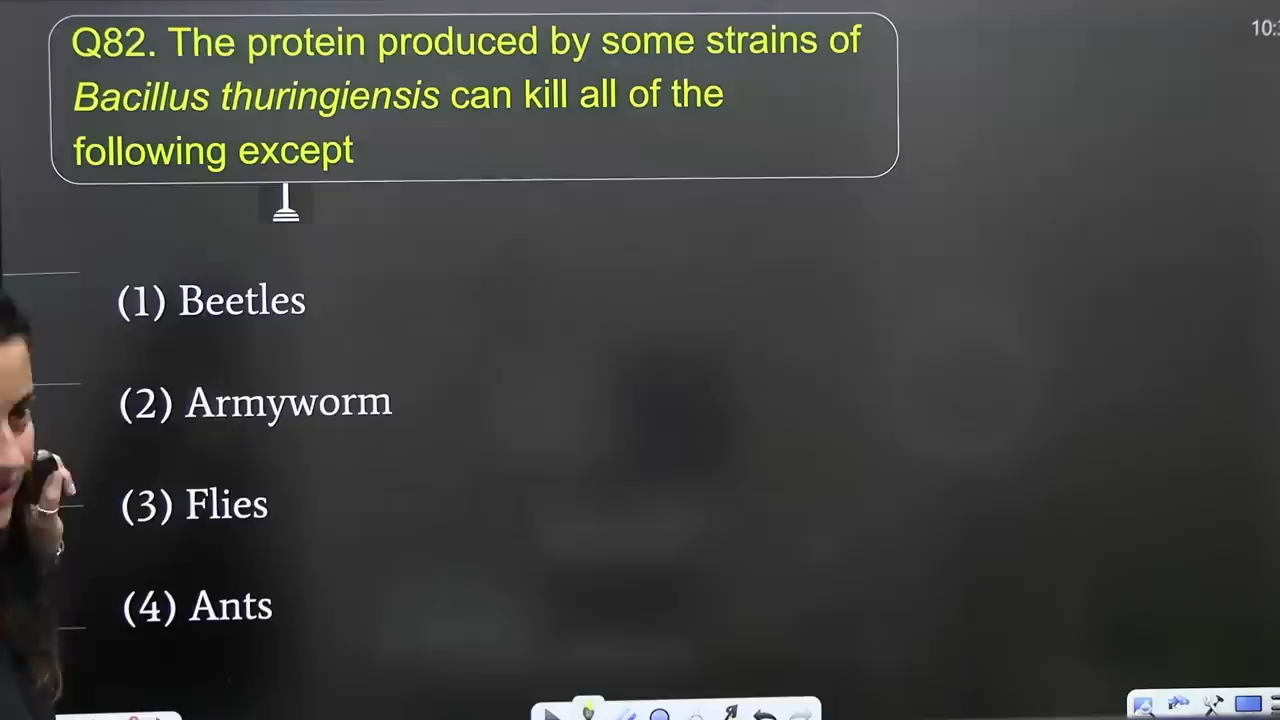 10:
Q82. The protein produced by some strains of
Bacillus thuringiensis can kill all of the
following except
(1) Beetles
(2) Armyworm
(3) Flies
(4) Ants